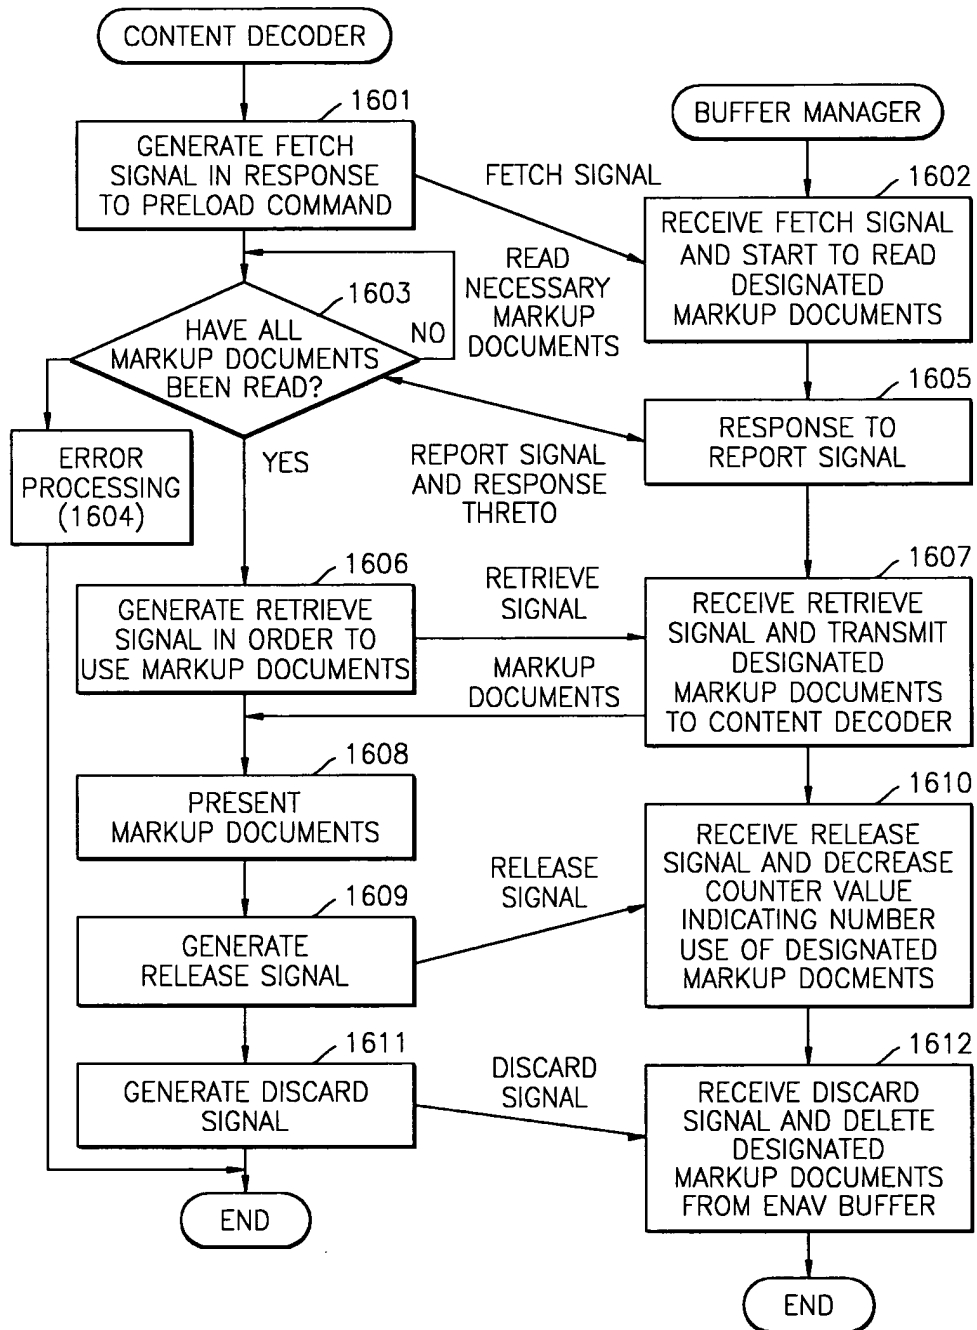 CONTENT DECODER
1601
GENERATE FETCH
SIGNAL IN RESPONSE
TO PRELOAD COMMAND
FETCH SIGNAL
BUFFER MANAGER
1602
RECEIVE FETCH SIGNAL
AND START TO READ
DESIGNATED
MARKUP DOCUMENTS
1603
HAVE ALL
MARKUP DOCUMENTS
BEEN READ?
NO
READ
NECESSARY
MARKUP
DOCUMENTS
1605
RESPONSE TO
REPORT SIGNAL
ERROR
PROCESSING
(1604)
YES
REPORT SIGNAL
AND RESPONSE
THRETO
1606
GENERATE RETRIEVE
SIGNAL IN ORDER TO
USE MARKUP DOCUMENTS
RETRIEVE
SIGNAL
MARKUP
DOCUMENTS
1607
RECEIVE RETRIEVE
SIGNAL AND TRANSMIT
DESIGNATED
MARKUP DOCUMENTS
TO CONTENT DECODER
1608
PRESENT
MARKUP DOCUMENTS
1609
GENERATE
RELEASE SIGNAL
RELEASE
SIGNAL
1610
RECEIVE RELEASE
SIGNAL AND DECREASE
COUNTER VALUE
INDICATING NUMBER
USE OF DESIGNATED
MARKUP DOCMENTS
1611
GENERATE DISCARD
SIGNAL
DISCARD
SIGNAL
1612
RECEIVE DISCARD
SIGNAL AND DELETE
DESIGNATED
MARKUP DOCUMENTS
FROM ENAV BUFFER
END
END